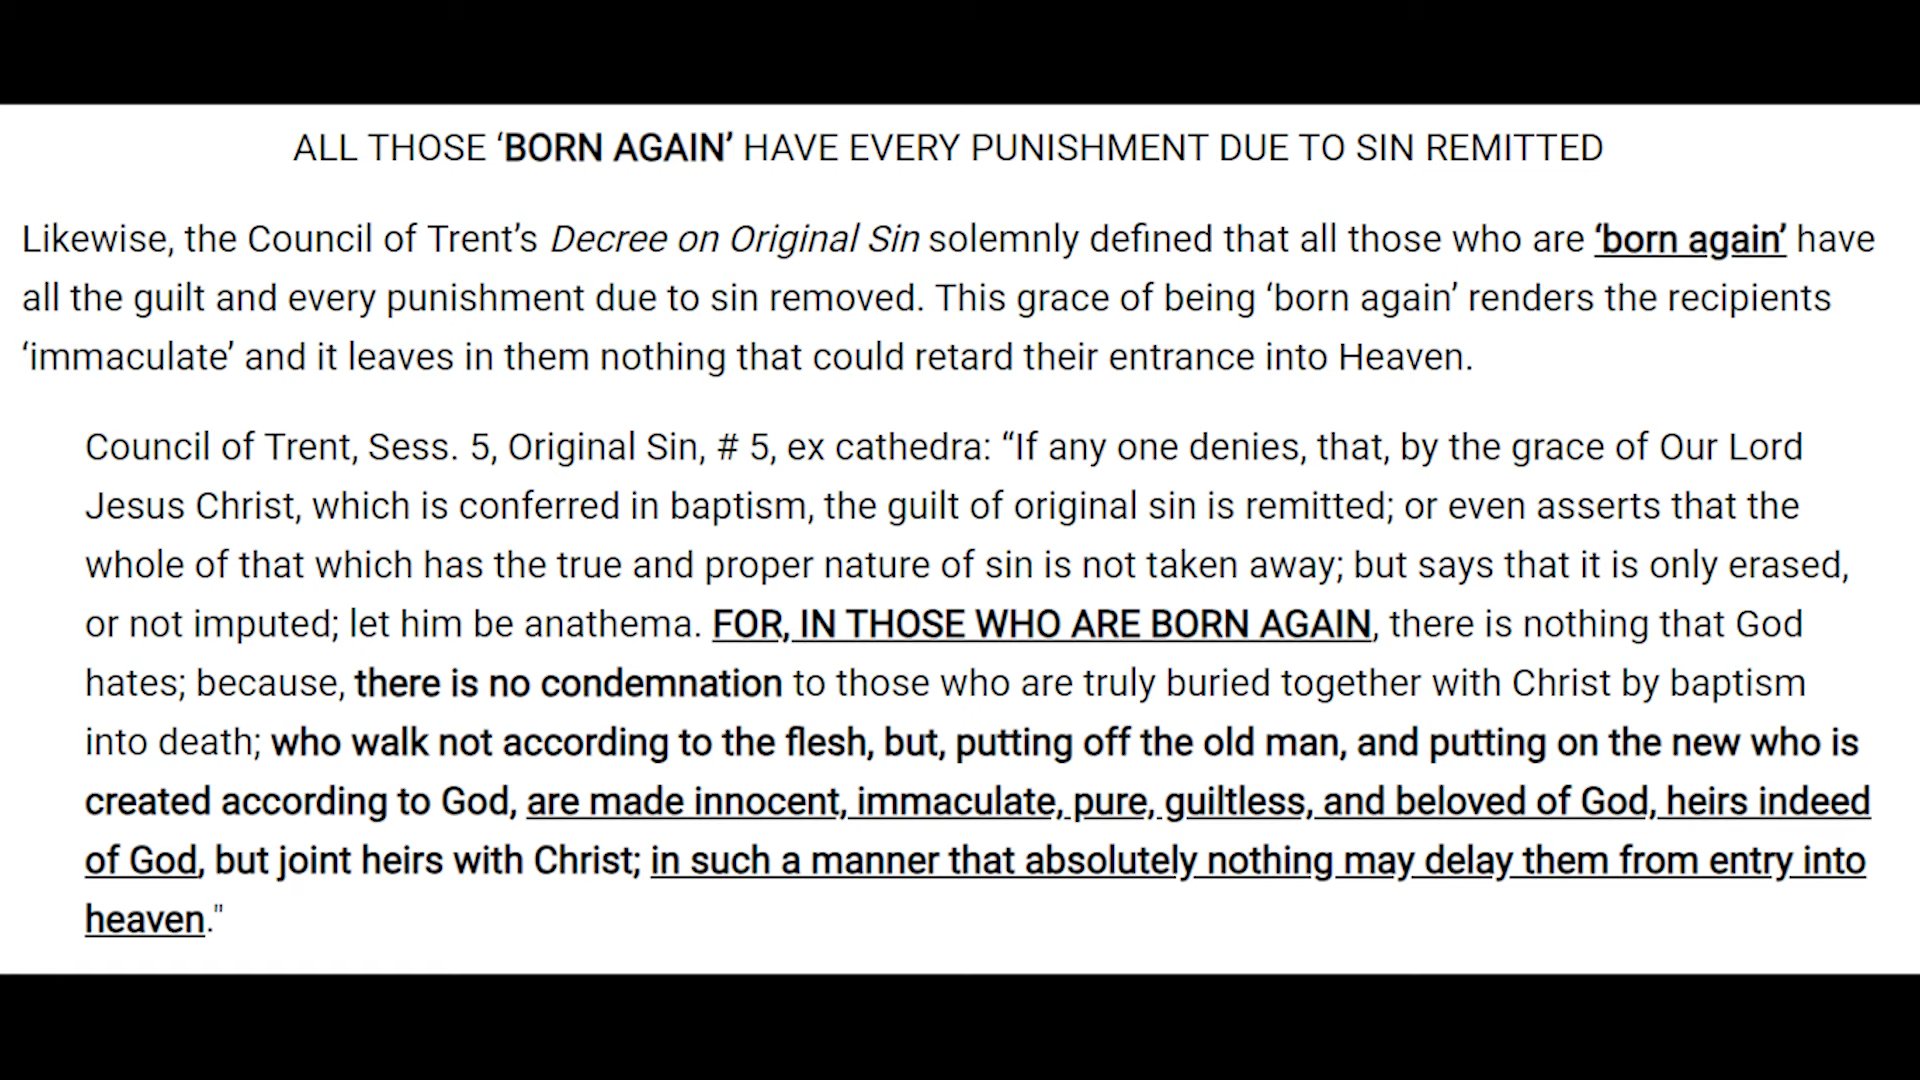 ALL THOSE ‘BORN AGAIN’ HAVE EVERY PUNISHMENT DUE TO SIN REMITTED
Likewise, the Council of Trent’s Decree on Original Sin solemnly defined that all those who are ‘born again’ have
all the guilt and every punishment due to sin removed. This grace of being ‘born again’ renders the recipients
‘immaculate’ and it leaves in them nothing that could retard their entrance into Heaven.
Council of Trent, Sess. 5, Original Sin, # 5, ex cathedra: “If any one denies, that, by the grace of Our Lord
Jesus Christ, which is conferred in baptism, the guilt of original sin is remitted; or even asserts that the
whole of that which has the true and proper nature of sin is not taken away; but says that it is only erased,
or not imputed; let him be anathema. FOR, IN THOSE WHO ARE BORN AGAIN, there is nothing that God
hates; because, there is no condemnation to those who are truly buried together with Christ by baptism
into death; who walk not according to the flesh, but, putting off the old man, and putting on the new who is
created according to God, are made innocent, immaculate, pure, guiltless, and beloved of God, heirs indeed
of God, but joint heirs with Christ; in such a manner that absolutely nothing may delay them from entry into
heaven."